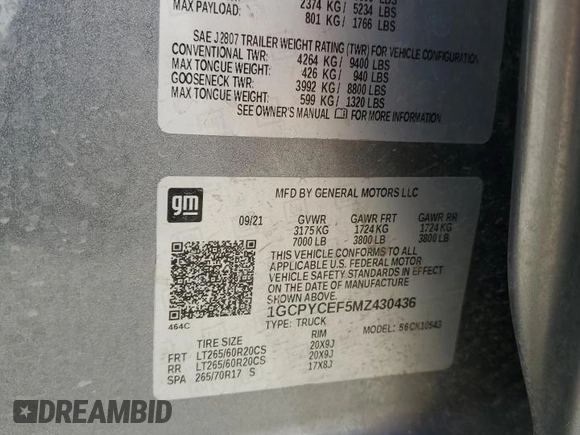 2374 KG/ 5234 LBS
MAX PAYLOAD: 801 KG/ 1766 LBS
SAE J2807 TRAILER WEIGHT RATING (TWR) FOR VEHICLE CONFIGURATION
CONVENTIONAL TWR: 4264 KG/ 9400 LBS
MAX TONGUE WEIGHT: 426 KG/ 940 LBS
GOOSENECK TWR: 3992 KG/ 8800 LBS
MAX TONGUE WEIGHT: 599 KG/ 1320 LBS
SEE OWNER'S MANUAL FOR MORE INFORMATION
gm
MFD BY GENERAL MOTORS LLC
09/21 GVWR GAWR FRT GAWR RR
3175 KG 1724 KG 1724 KG
7000 LB 3800 LB 3800 LB
THIS VEHICLE CONFORMS TO ALL
APPLICABLE U.S. FEDERAL MOTOR
VEHICLE SAFETY STANDARDS IN EFFECT
ON THE DATE OF MANUFACTURE
SHOWN ABOVE.
1GCPYCEF5MZ430436
464C TYPE: TRUCK MODEL:
TIRE SIZE RIM
FRT LT265/60R20CS 20X9J
RR LT265/60R20CS 20X9J
SPA 265/70R17 S 17X8J
DREAMBID